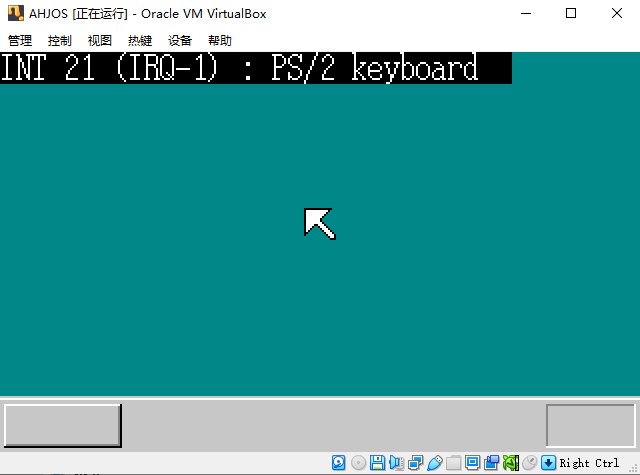 AHJOS [正在运行] - Oracle VM VirtualBox
管理 控制 视图 热键 设备 帮助
INT 21 (IRQ-1) : PS/2 keyboard
Right Ctrl